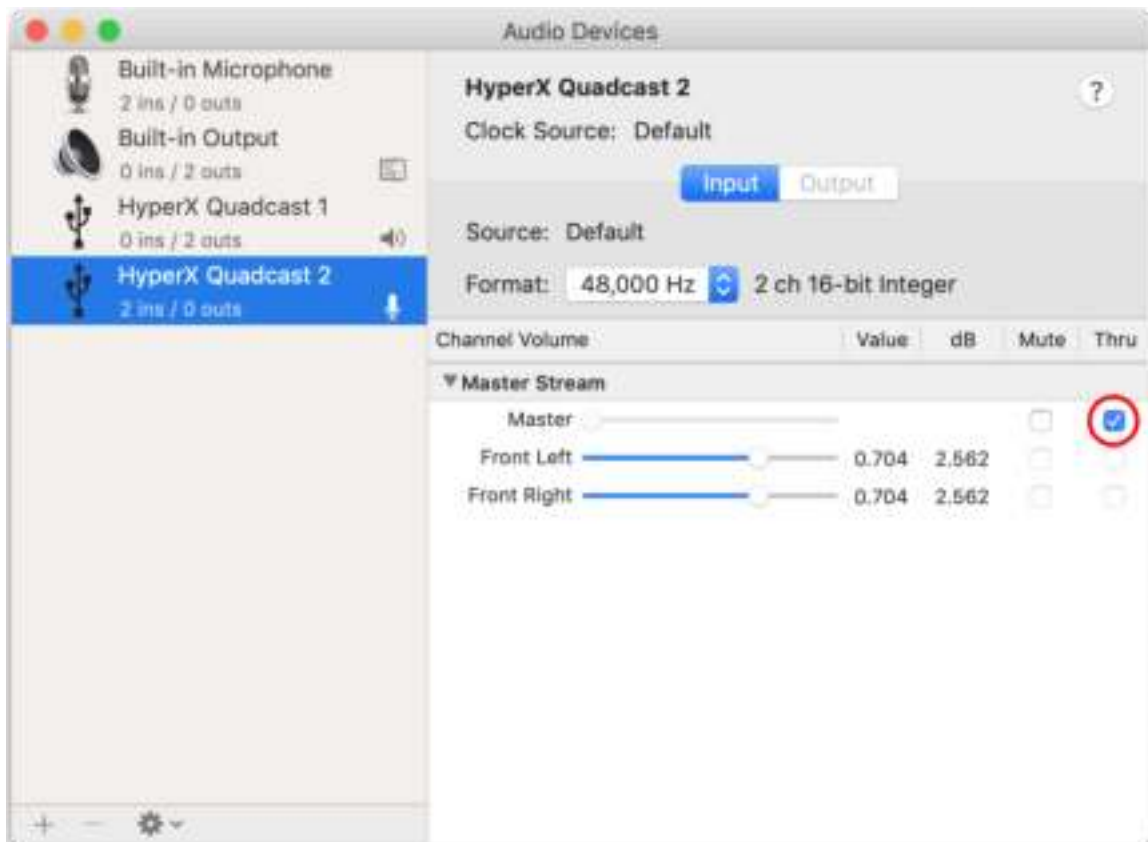 Audio Devices
Built-in Microphone
2 ins / 0 outs
Built-in Output
0 ins / 2 outs
HyperX Quadcast 1
0 ins / 2 outs
HyperX Quadcast 2
2 ins / 0 outs
HyperX Quadcast 2
?
Clock Source: Default
Input Output
Source: Default
Format: 48,000 Hz 2 ch 16-bit Integer
Channel Volume Value dB Mute Thru
Master Stream
Master
Front Left 0.704 2.562
Front Right 0.704 2.562